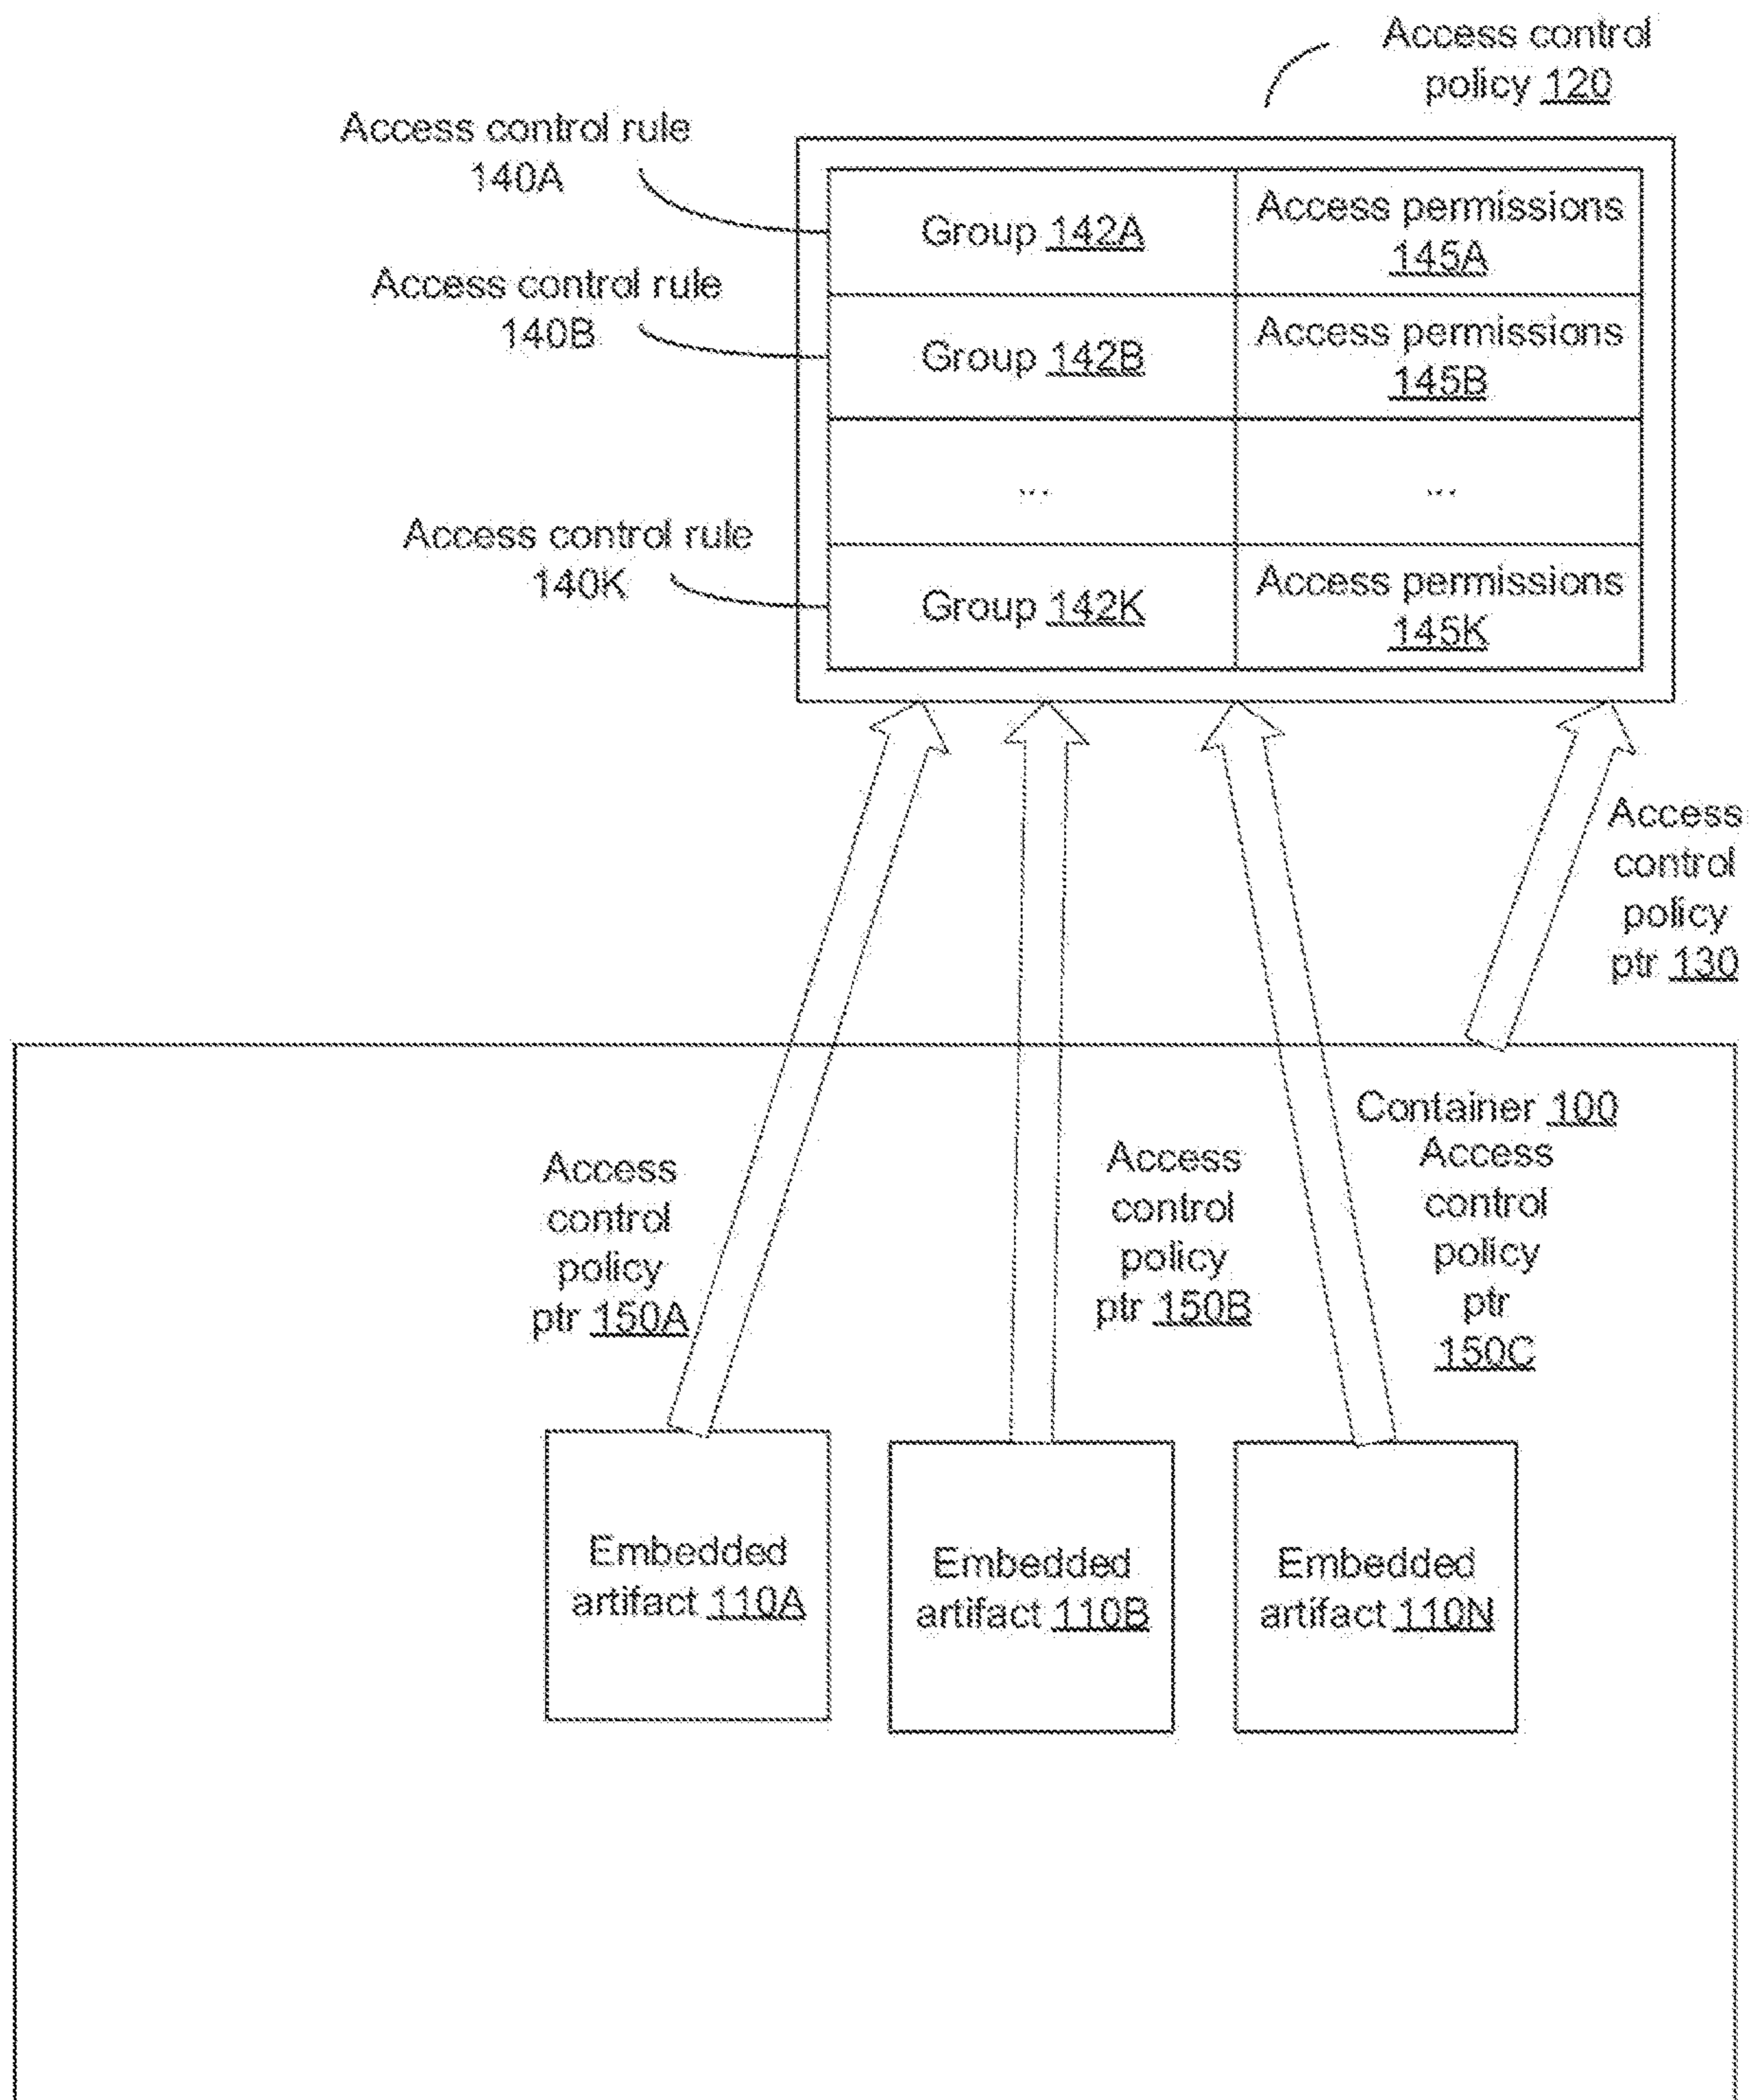 Access control
policy 120
Access control rule
140A
Group 142A
Access permissions
145A
Access control rule
140B
Group 142B
Access permissions
145B
...
...
Access control rule
140K
Group 142K
Access permissions
145K
Access
control
policy
ptr 130
Container 100
Access
control
policy
ptr 150A
Access
control
policy
ptr 150B
Access
control
policy
ptr
150C
Embedded
artifact 110A
Embedded
artifact 110B
Embedded
artifact 110N